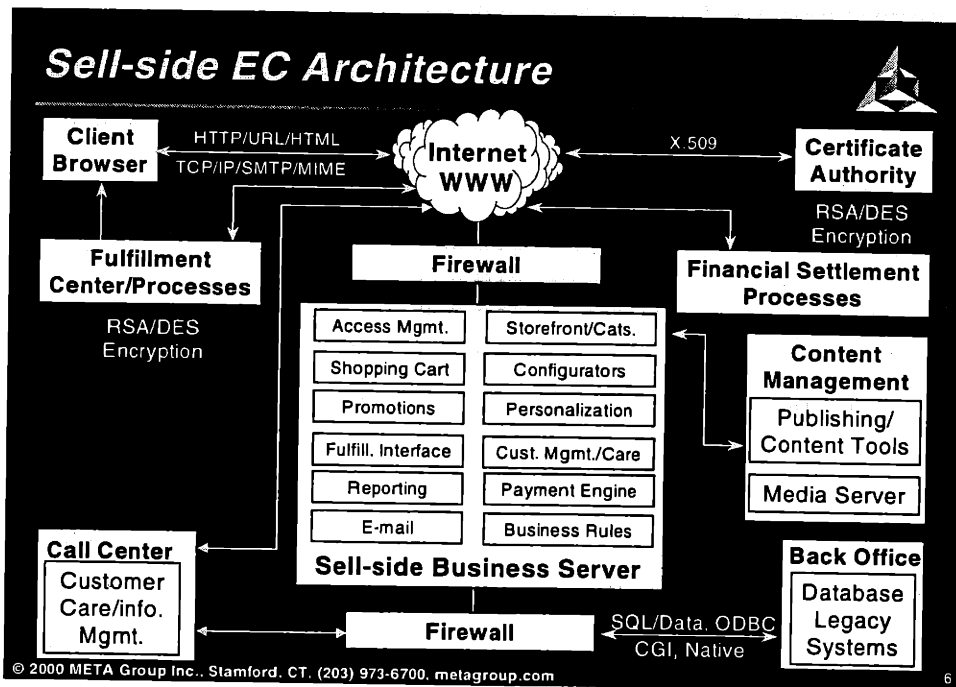 Sell-side EC Architecture
Client
Browser
HTTP/URL/HTML
TCP/IP/SMTP/MIME
Internet
WWW
X.509
Certificate
Authority
RSA/DES
Encryption
Fulfillment
Center/Processes
RSA/DES
Encryption
Firewall
Financial Settlement
Processes
Access Mgmt.
Storefront/Cats.
Shopping Cart
Configurators
Promotions
Personalization
Fulfill. Interface
Cust. Mgmt./Care
Reporting
Payment Engine
E-mail
Business Rules
Sell-side Business Server
Content
Management
Publishing/
Content Tools
Media Server
Call Center
Customer
Care/info.
Mgmt.
Firewall
SQL/Data, ODBC
CGI, Native
Back Office
Database
Legacy
Systems
© 2000 META Group Inc., Stamford, CT, (203) 973-6700, metagroup.com
6